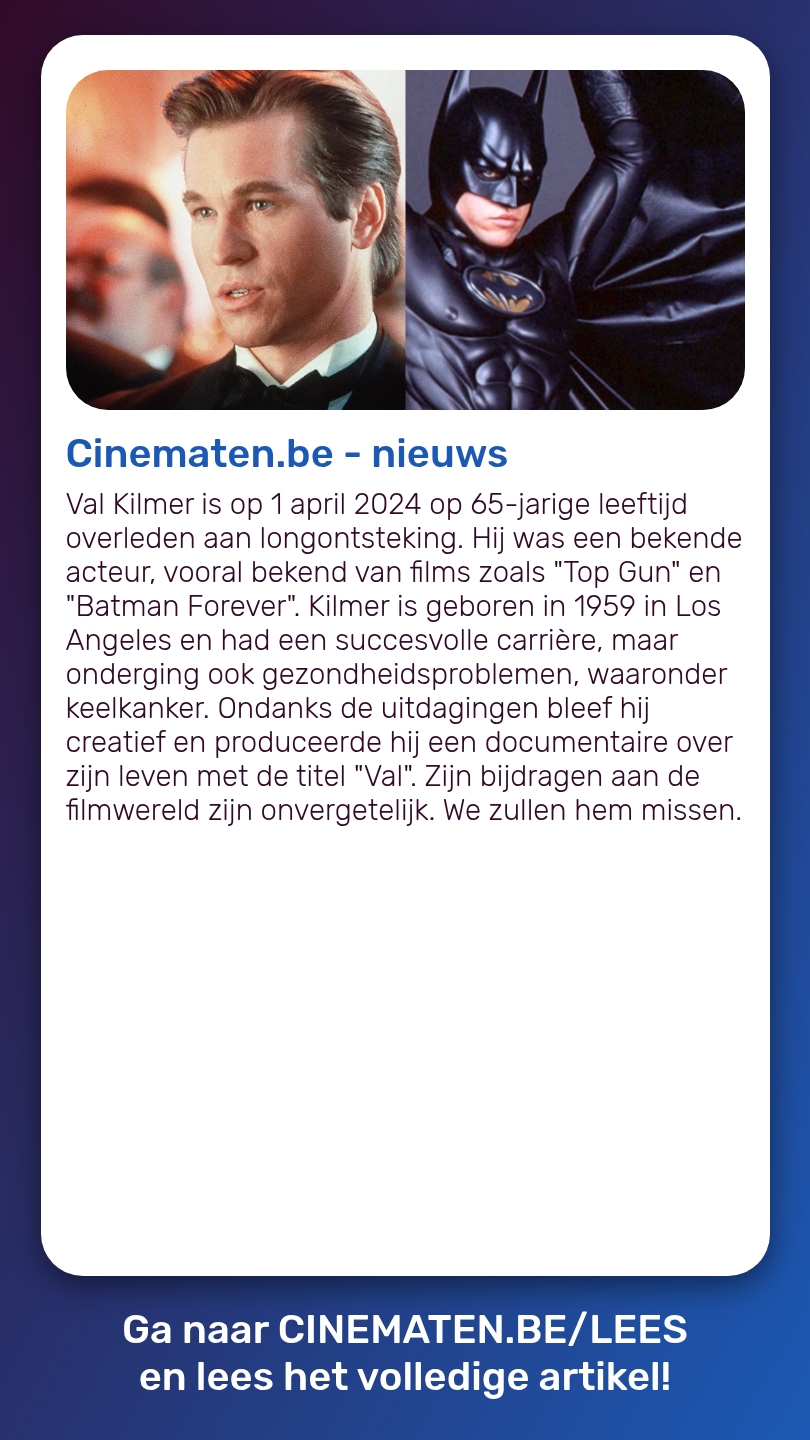 Cinematen.be - nieuws
Val Kilmer is op 1 april 2024 op 65-jarige leeftijd
overleden aan longontsteking. Hij was een bekende
acteur, vooral bekend van films zoals "Top Gun" en
"Batman Forever". Kilmer is geboren in 1959 in Los
Angeles en had een succesvolle carrière, maar
onderging ook gezondheidsproblemen, waaronder
keelkanker. Ondanks de uitdagingen bleef hij
creatief en produceerde hij een documentaire over
zijn leven met de titel "Val". Zijn bijdragen aan de
filmwereld zijn onvergetelijk. We zullen hem missen.
Ga naar CINEMATEN.BE/LEES
en lees het volledige artikel!